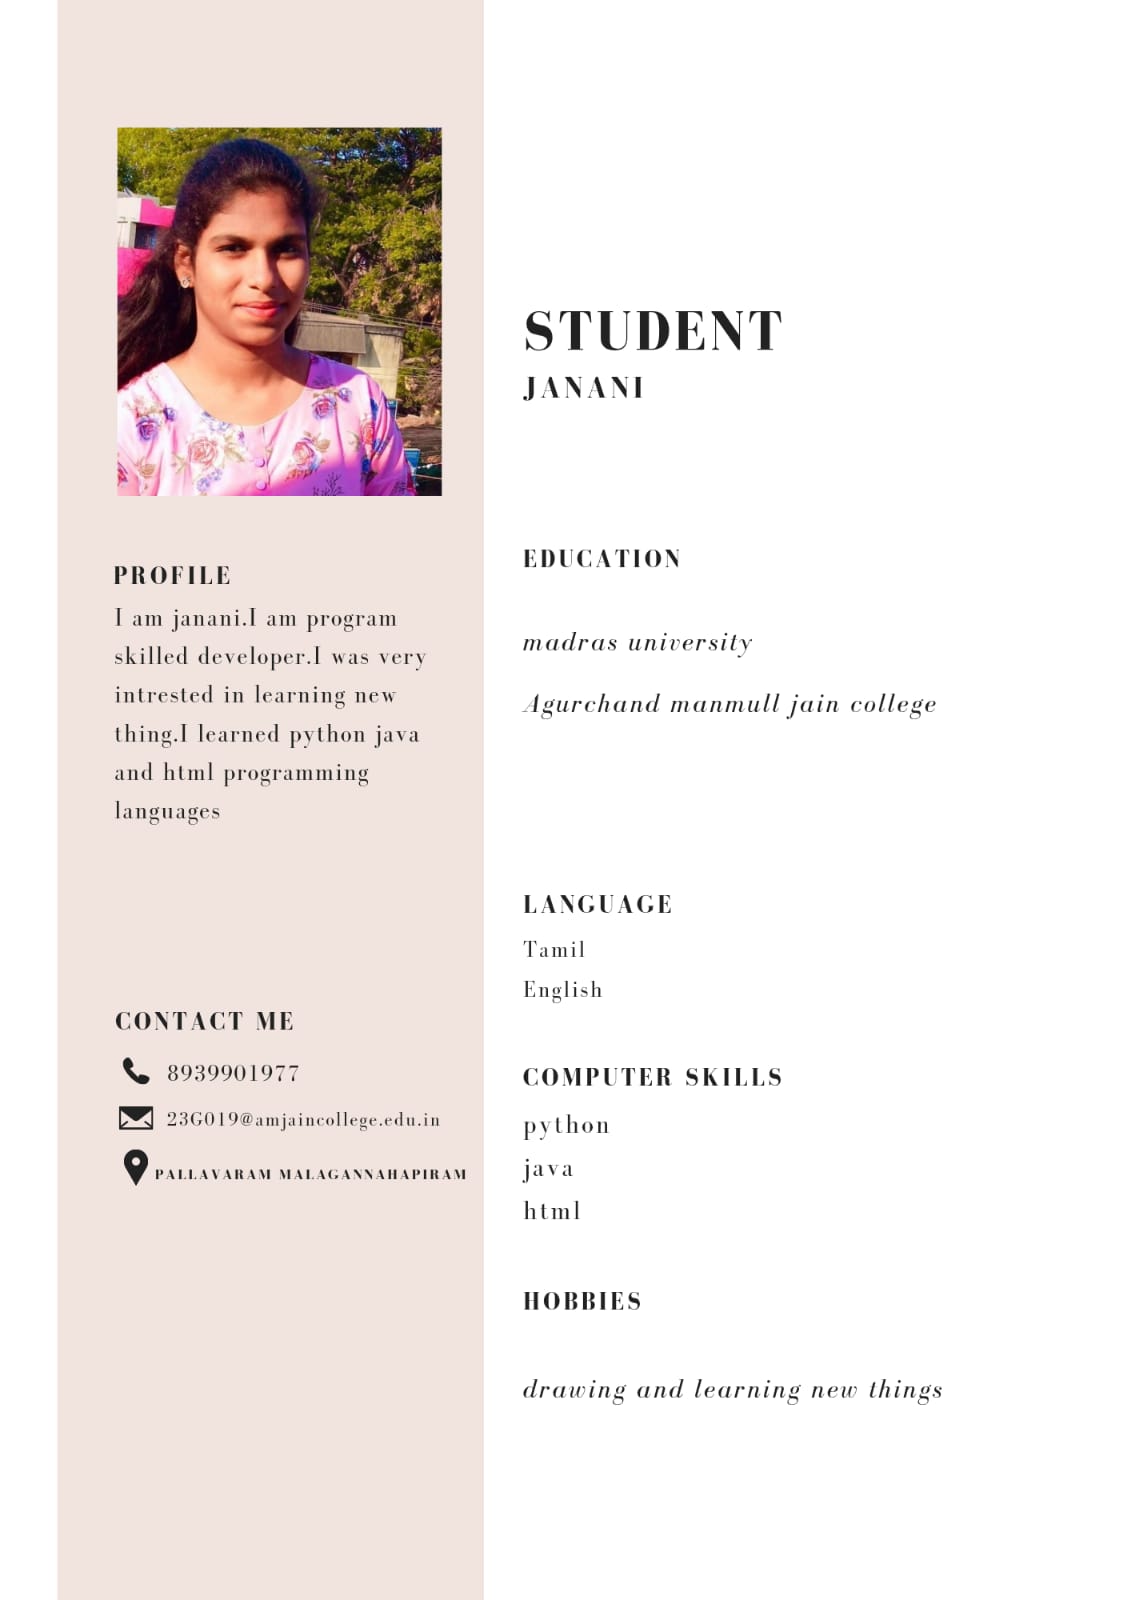 STUDENT
JANANI
PROFILE
I am janani.I am program
skilled developer.I was very
intrested in learning new
thing.I learned python java
and html programming
languages
CONTACT ME
8939901977
23G019@amjaincollege.edu.in
PALLAVARAM MALAGANNAHAPIRAM
EDUCATION
madras university
Agurchand manmull jain college
LANGUAGE
Tamil
English
COMPUTER SKILLS
python
java
html
HOBBIES
drawing and learning new things